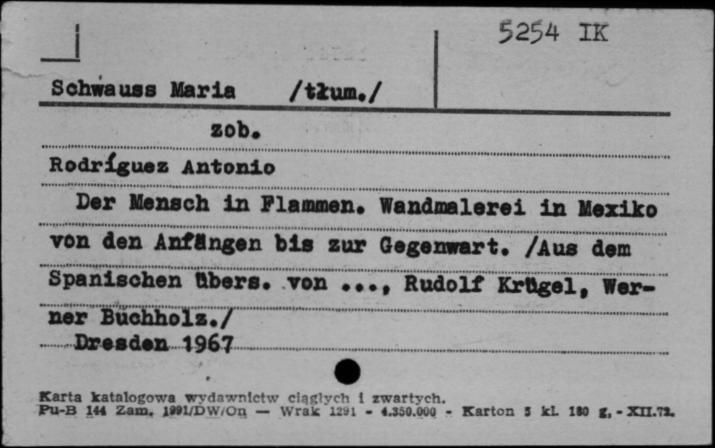 5254 IK
Schwauss Maria /tłum./
zob.
Rodríguez Antonio
Der Mensch in Flammen. Wandmalerei in Mexiko
von den Anfängen bis zur Gegenwart. /Aus dem
Spanischen übers. von ..., Rudolf Krügel, Wer-
ner Buchholz./
Dresden 1967
Karta katalogowa wydawnictw ciągłych i zwartych.
Pu-B 144 Zam. 1991/DW/On — Wrak 1291 - 4.350.000 - Karton 5 kl. 180 g. - XII.72.